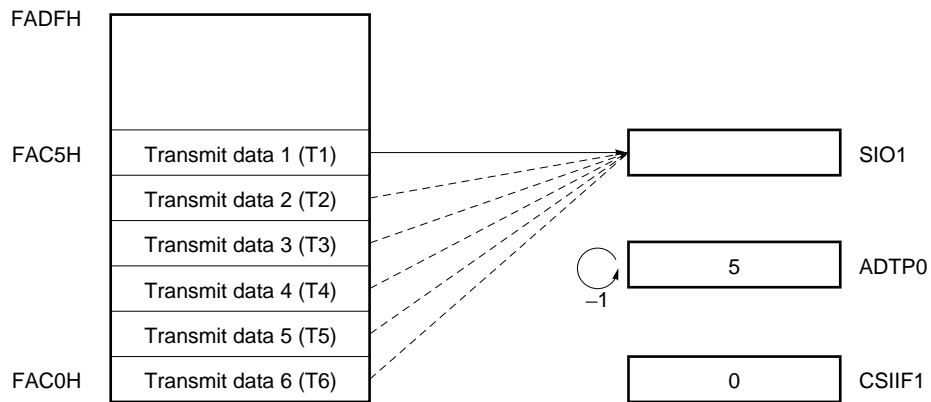 FADFH
FAC5H Transmit data 1 (T1) SIO1
Transmit data 2 (T2)
Transmit data 3 (T3)
5 ADTP0
Transmit data 4 (T4)
–1
Transmit data 5 (T5)
FAC0H Transmit data 6 (T6) 0 CSIIF1